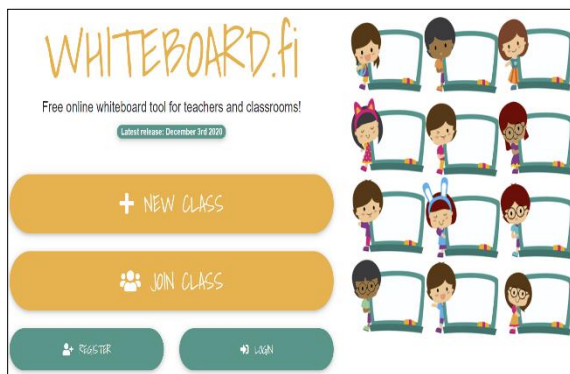 WHITEBOARD.fi
Free online whiteboard tool for teachers and classrooms!
Latest release: December 3rd 2020
NEW CLASS
JOIN CLASS
REGISTER
LOGIN